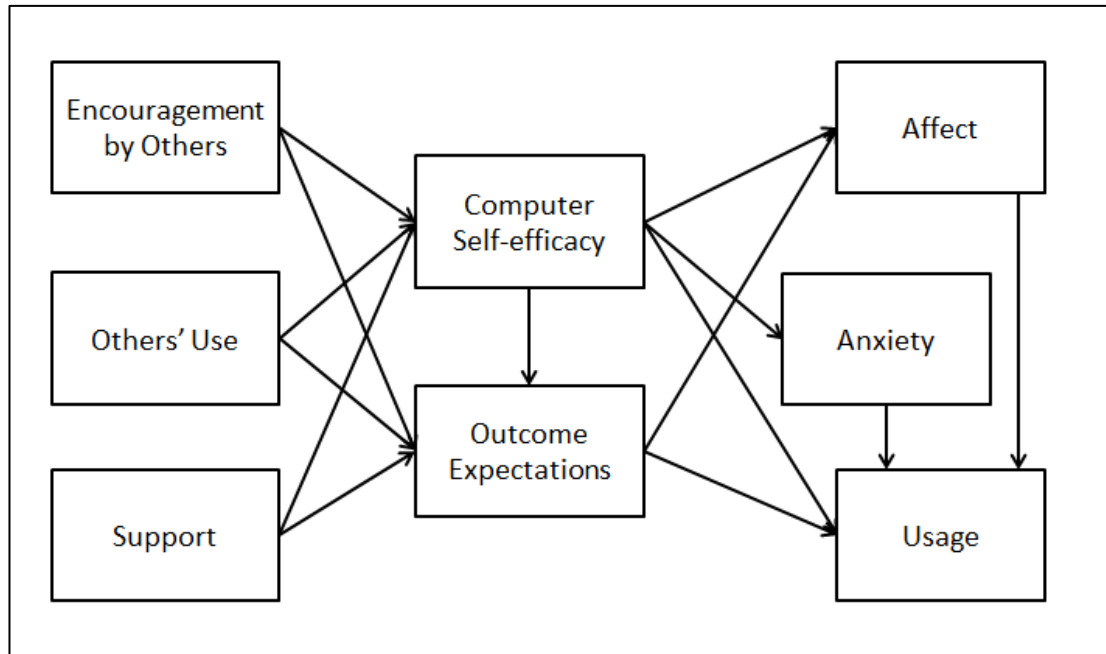 Encouragement
by Others
Others’ Use
Support
Computer
Self-efficacy
Outcome
Expectations
Affect
Anxiety
Usage